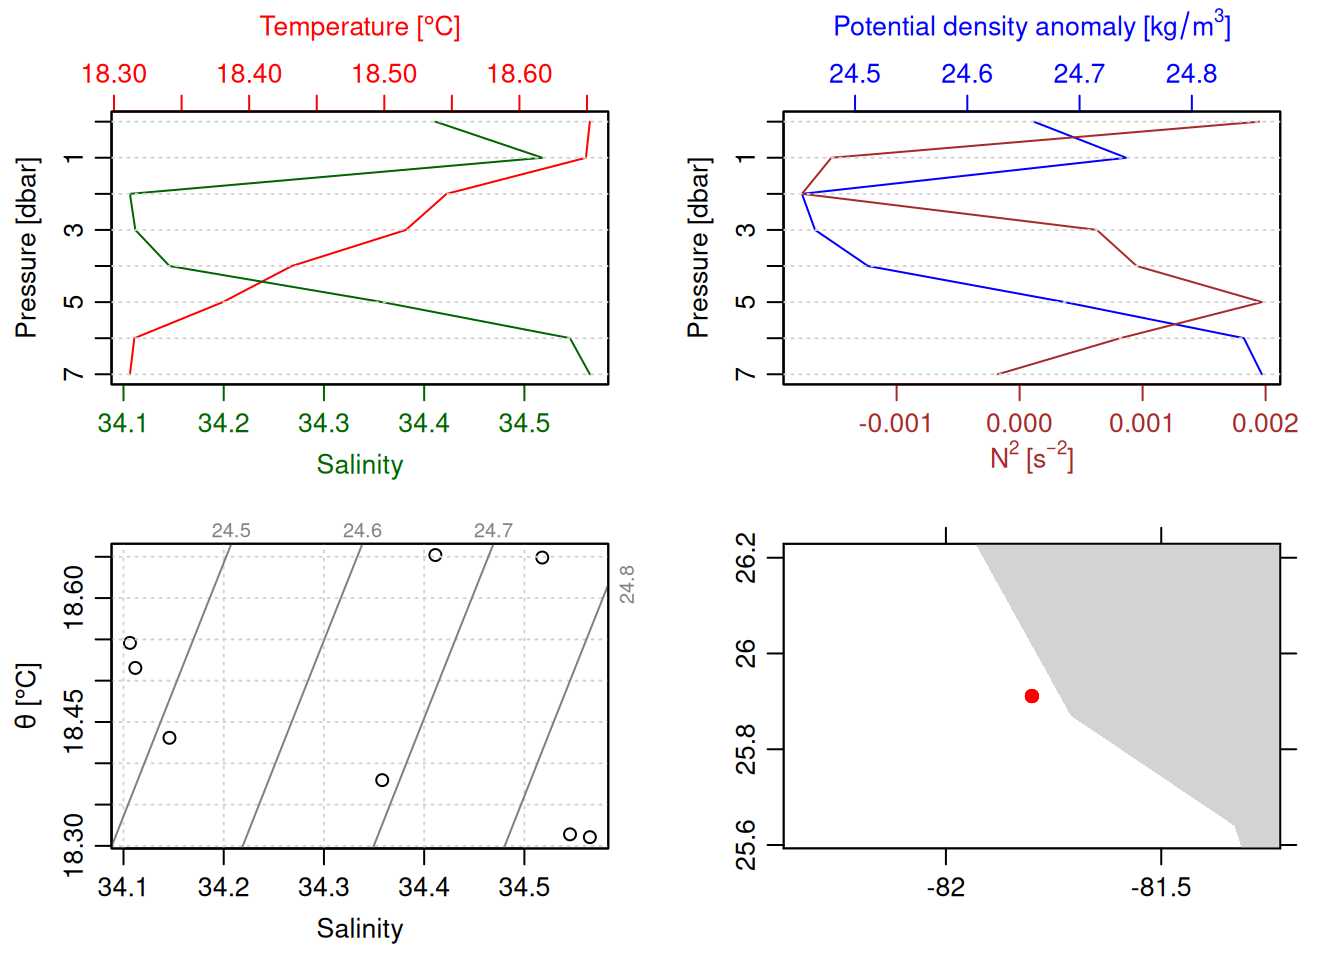 Temperature [°C]
18.30 18.40 18.50 18.60
Pressure [dbar]
1
3
5
7
34.1 34.2 34.3 34.4 34.5
Salinity
Potential density anomaly [kg/m³]
24.5 24.6 24.7 24.8
Pressure [dbar]
1
3
5
7
-0.001 0.000 0.001 0.002
N² [s⁻²]
24.5 24.6 24.7
24.8
θ [°C]
18.60
18.45
18.30
34.1 34.2 34.3 34.4 34.5
Salinity
26.2
26
25.8
25.6
-82 -81.5